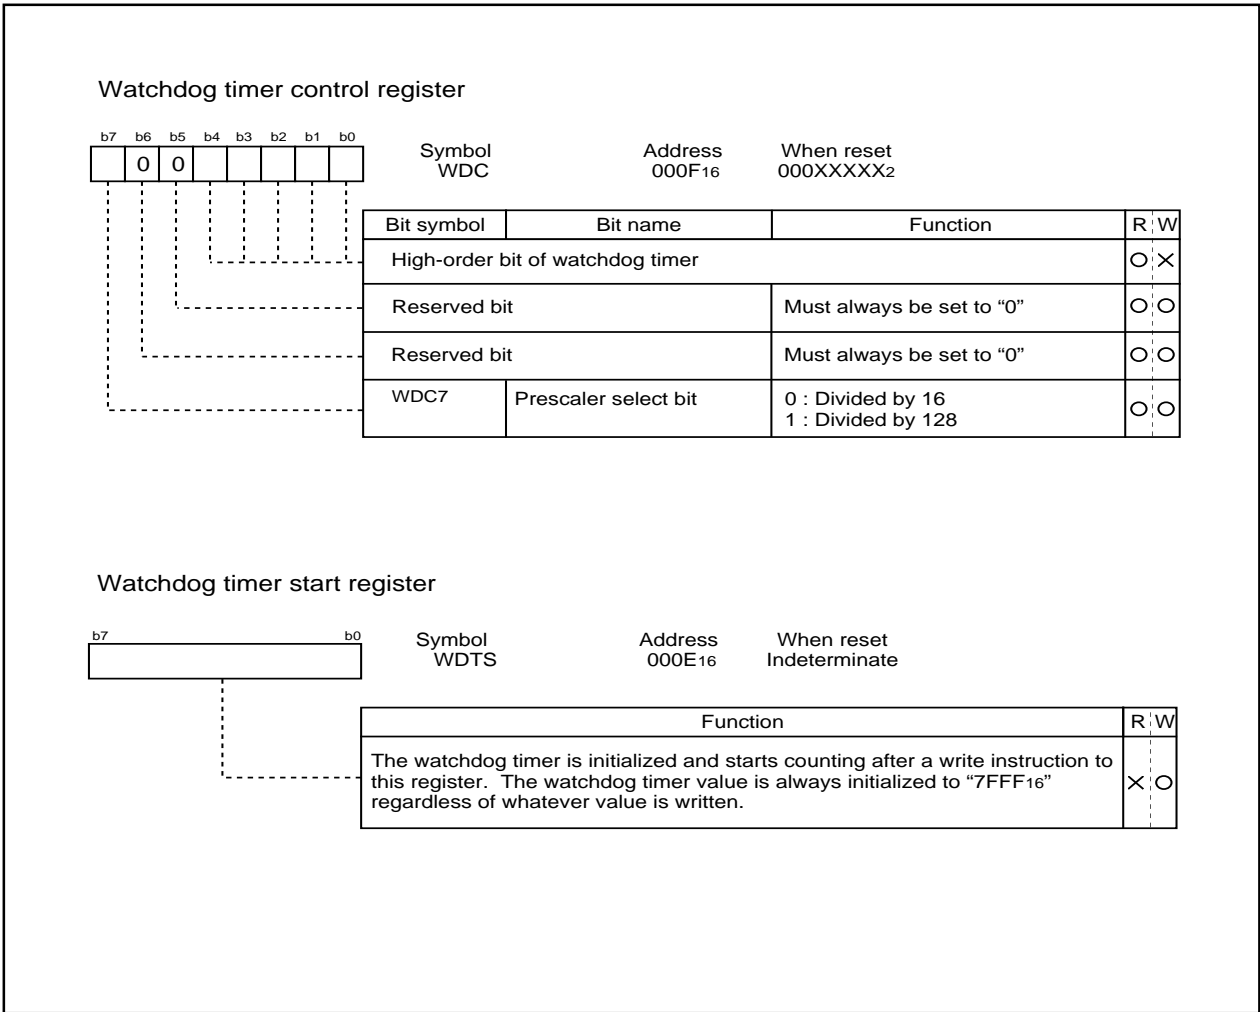 Watchdog timer control register
b7 b6 b5 b4 b3 b2 b1 b0
0 0
Symbol Address When reset
WDC 000F16 000XXXXX2
Bit symbol Bit name Function R W
High-order bit of watchdog timer O X
Reserved bit Must always be set to “0” O O
Reserved bit Must always be set to “0” O O
WDC7 Prescaler select bit 0 : Divided by 16 O O
1 : Divided by 128
Watchdog timer start register
b7 b0
Symbol Address When reset
WDTS 000E16 Indeterminate
Function R W
The watchdog timer is initialized and starts counting after a write instruction to
this register. The watchdog timer value is always initialized to “7FFF16” X O
regardless of whatever value is written.